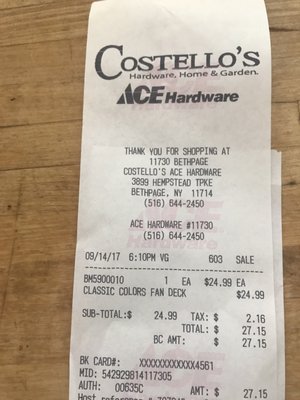 COSTELLO'S
Hardware, Home & Garden.
ACE Hardware
THANK YOU FOR SHOPPING AT
11730 BETHPAGE
COSTELLO'S ACE HARDWARE
3899 HEMPSTEAD TPKE
BETHPAGE, NY 11714
(516) 644-2450
ACE HARDWARE #11730
(516) 644-2450
09/14/17 6:10PM VG 603 SALE
BM5900010 1 EA $24.99 EA
CLASSIC COLORS FAN DECK $24.99
SUB-TOTAL:$ 24.99 TAX: $ 2.16
TOTAL: $ 27.15
BC AMT: $ 27.15
BK CARD#: XXXXXXXXXXXX4561
MID: 542929814117305
AUTH: 00635C AMT: $ 27.15
Host reference #